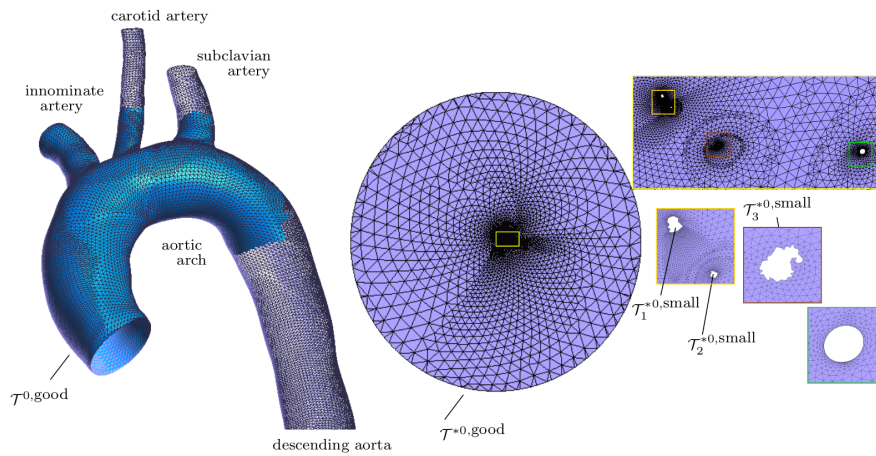 carotid artery
subclavian
artery
innominate
artery
aortic
arch
𝒯^{0,good}
descending aorta
𝒯^{*0,good}
𝒯_3^{*0,small}
𝒯_1^{*0,small}
𝒯_2^{*0,small}